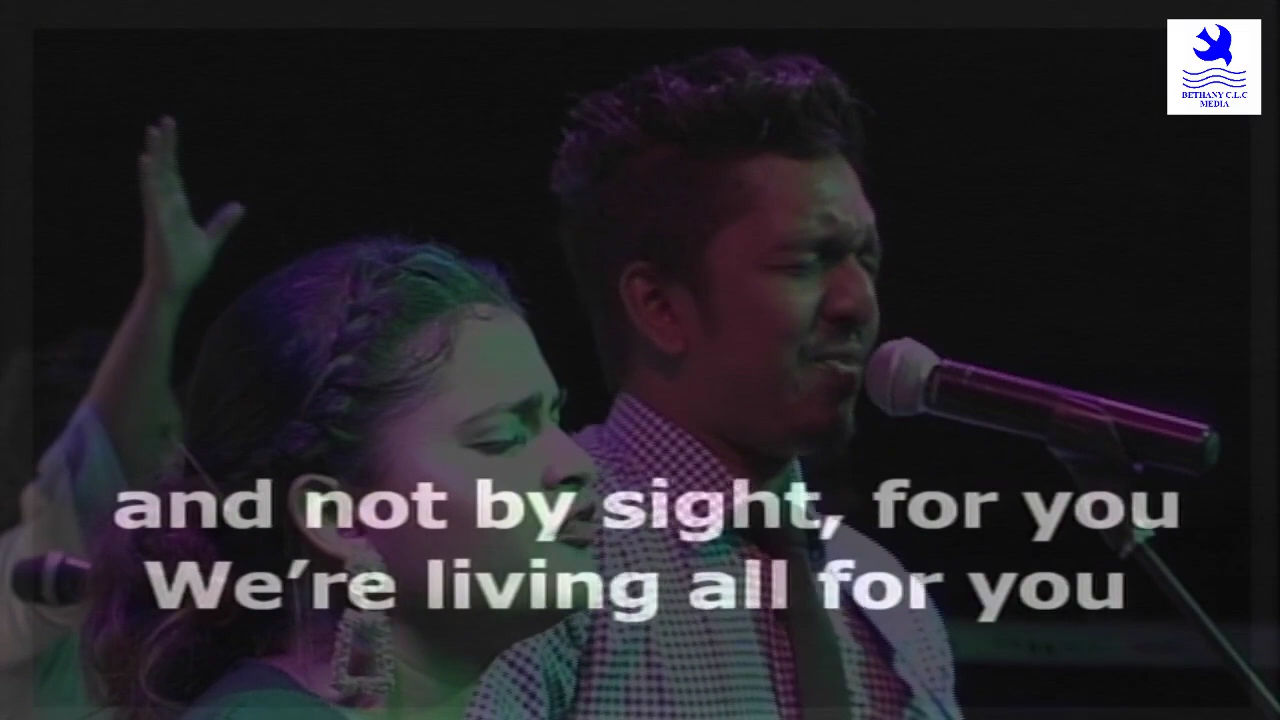 BETHANY C.L.C
MEDIA
and not by sight, for you
We're living all for you